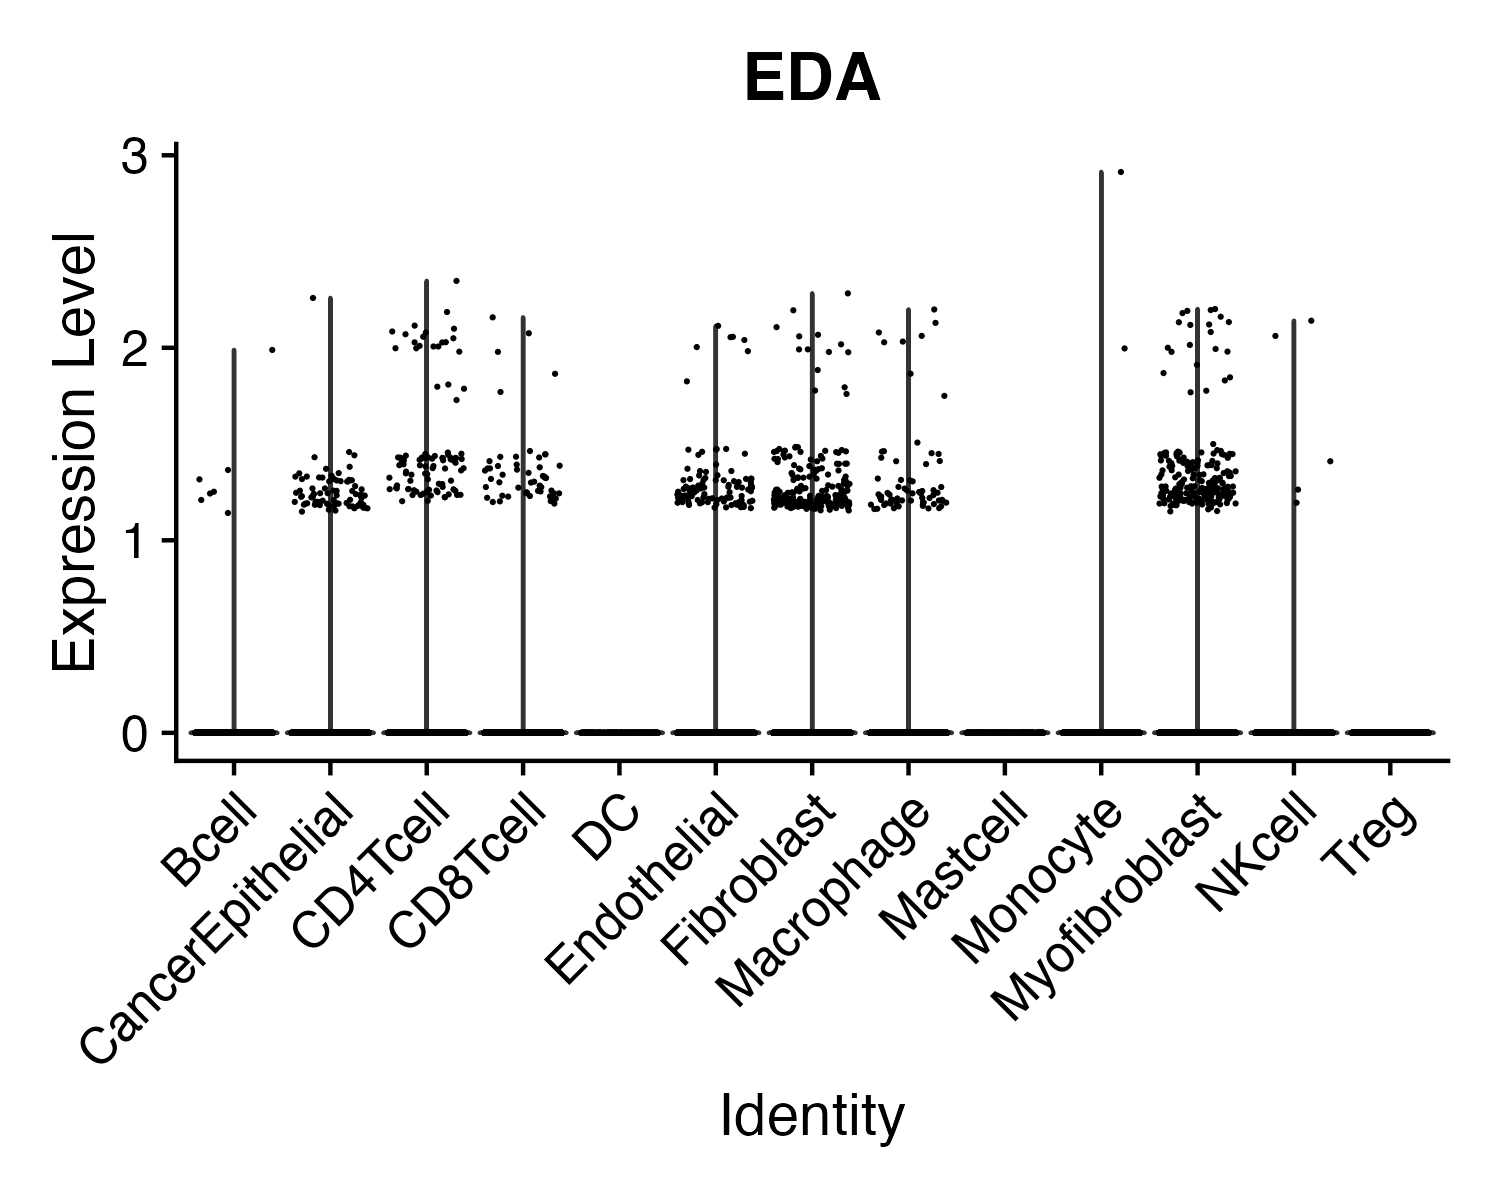 EDA
Expression Level
3
2
1
0
Bcell
CancerEpithelial
CD4Tcell
CD8Tcell
DC
Endothelial
Fibroblast
Macrophage
Mastcell
Monocyte
Myofibroblast
NKcell
Treg
Identity